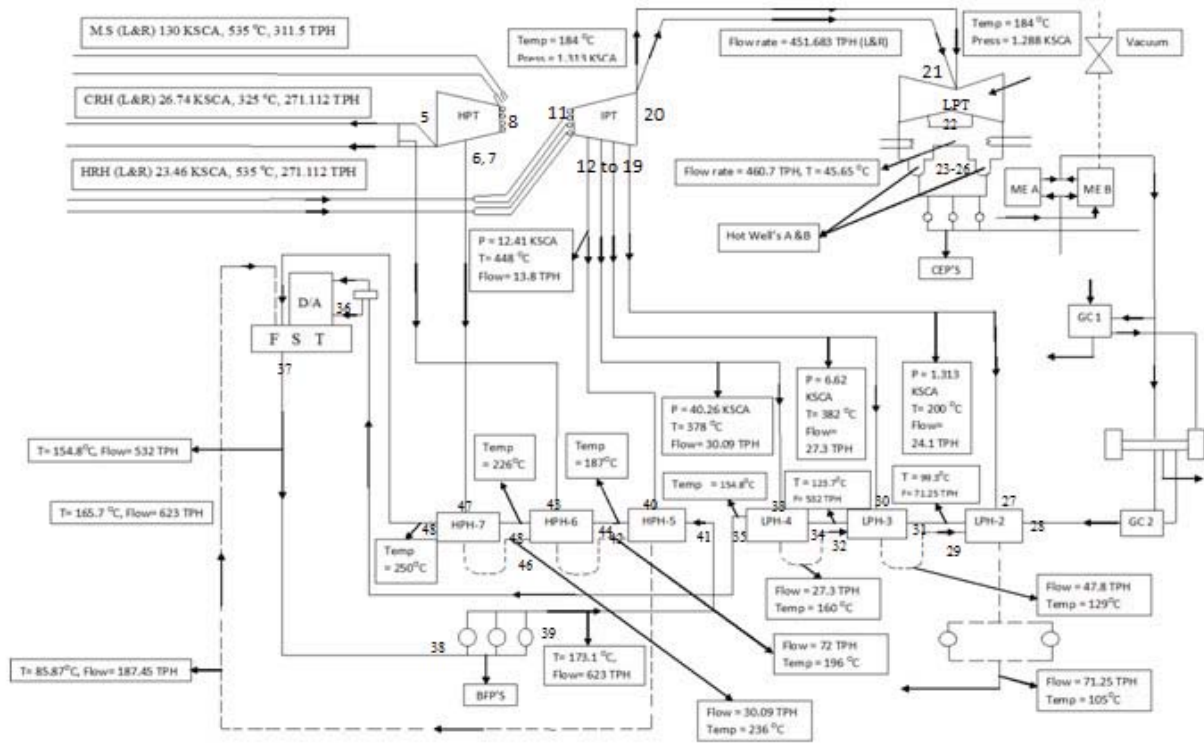 M.S (L&R) 130 KSCA, 535 °C, 311.5 TPH
CRH (L&R) 26.74 KSCA, 325 °C, 271.112 TPH
HRH (L&R) 23.46 KSCA, 535 °C, 271.112 TPH
5
HPT
8
6, 7
Temp = 184 °C
Press = 1.313 KSCA
11
IPT
20
12 to 19
Flow rate = 451.683 TPH (L&R)
Temp = 184 °C
Press = 1.288 KSCA
Vacuum
21
LPT
22
23-26
Flow rate = 460.7 TPH, T = 45.65 °C
ME A
ME B
Hot Well's A &B
CEP'S
P = 12.41 KSCA
T= 448 °C
Flow= 13.8 TPH
D/A
36
F S T
37
GC 1
P = 40.26 KSCA
T= 378 °C
Flow= 30.09 TPH
P = 6.62
KSCA
T= 382 °C
Flow=
27.3 TPH
P = 1.313
KSCA
T= 200 °C
Flow=
24.1 TPH
T= 154.8°C, Flow= 532 TPH
Temp
= 226°C
Temp
= 187°C
Temp = 154.8°C
T = 123.7°C
F= 532 TPH
T = 99.3°C
F= 71.25 TPH
T= 165.7 °C, Flow= 623 TPH
47
HPH-7
48
HPH-6
46
40
HPH-5
41
44
42
LPH-4
35
34
32
30
LPH-3
31
29
27
LPH-2
28
GC 2
Temp
= 250°C
Flow = 27.3 TPH
Temp = 160 °C
Flow = 47.8 TPH
Temp = 129°C
38
39
BFP'S
T= 173.1 °C,
Flow= 623 TPH
Flow = 72 TPH
Temp = 196 °C
T= 85.87°C, Flow= 187.45 TPH
Flow = 30.09 TPH
Temp = 236 °C
Flow = 71.25 TPH
Temp = 105°C